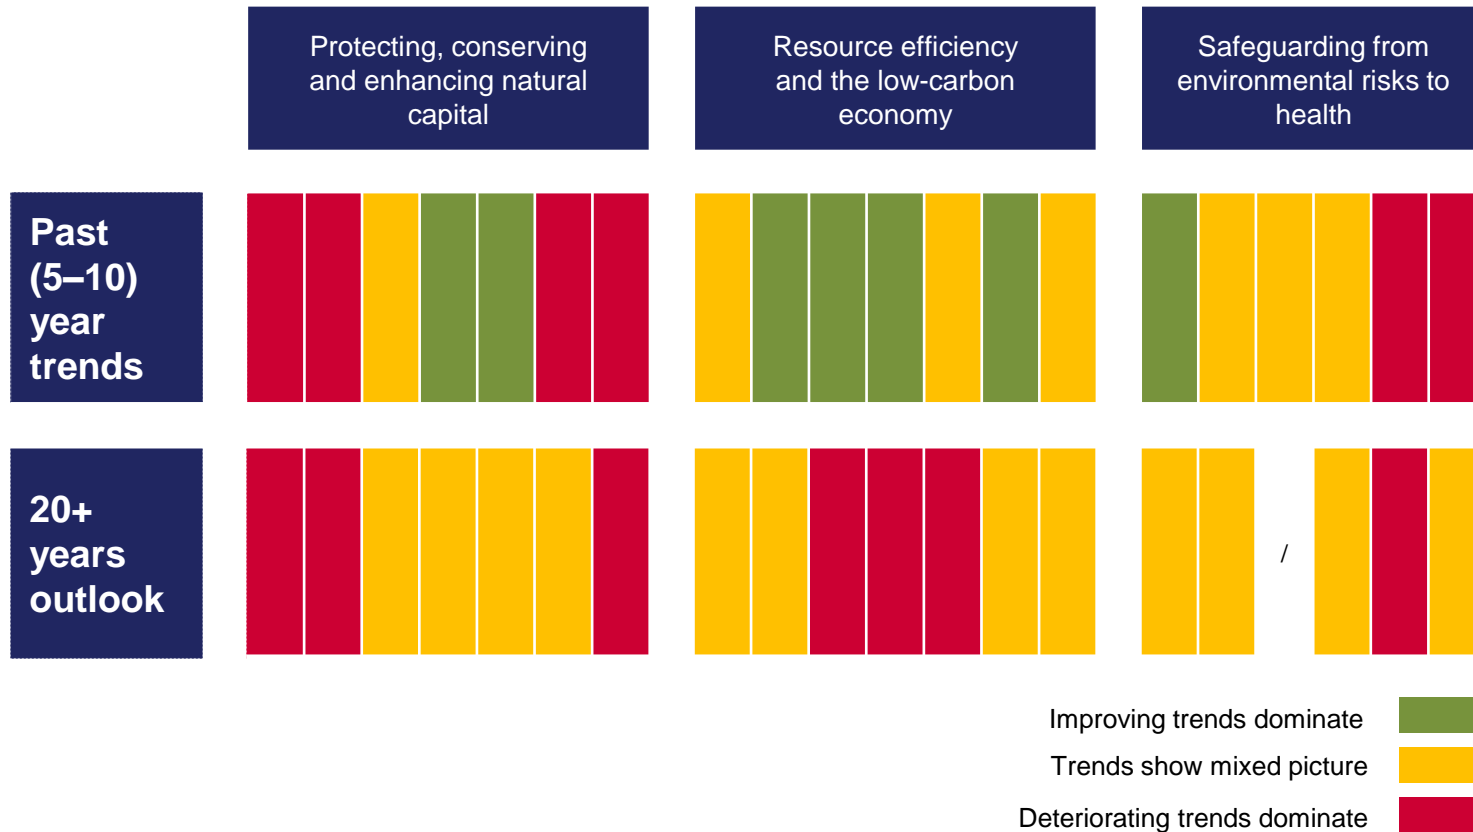 Protecting, conserving
and enhancing natural
capital
Resource efficiency
and the low-carbon
economy
Safeguarding from
environmental risks to
health
Past
(5–10)
year
trends
20+
years
outlook
/
Improving trends dominate
Trends show mixed picture
Deteriorating trends dominate